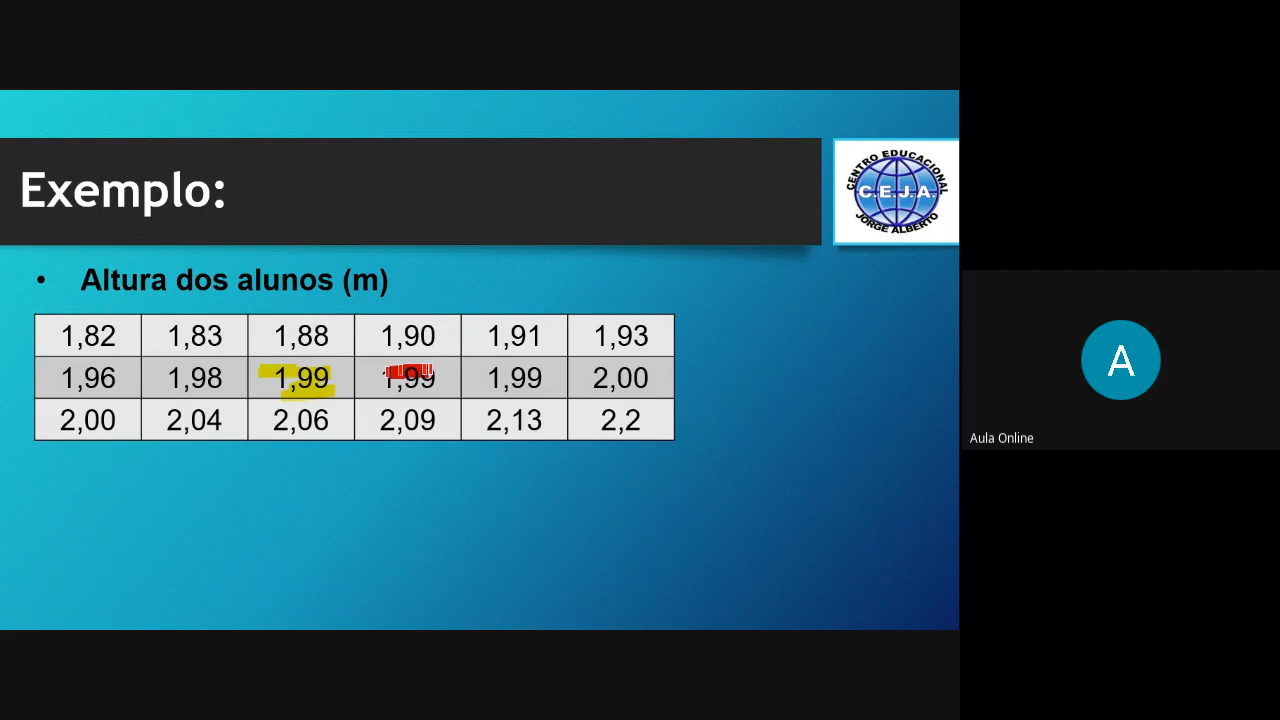 Exemplo:
CENTRO EDUCACIONAL
C.E.J.A.
JORGE ALBERTO
• Altura dos alunos (m)
1,82 1,83 1,88 1,90 1,91 1,93
1,96 1,98 1,99 1,99 1,99 2,00
2,00 2,04 2,06 2,09 2,13 2,2
A
Aula Online